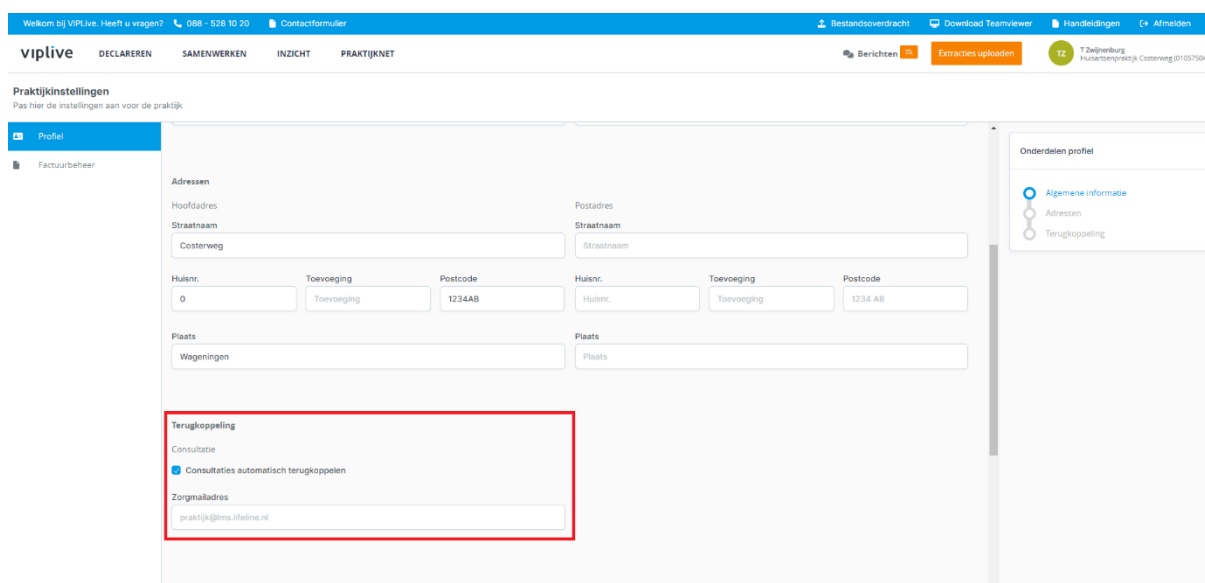 Welkom bij VIPLive. Heeft u vragen? 088 - 528 10 20 Contactformulier Bestandsoverdracht Download Teamviewer Handleidingen Afmelden
viplive DECLAREREN SAMENWERKEN INZICHT PRAKTIJKNET Berichten Extracties uploaden TZ T Zwijnenburg
Huisartsenpraktijk Costerweg (01057504
Praktijkinstellingen
Pas hier de instellingen aan voor de praktijk
Profiel
Factuurbeheer
Adressen
Hoofdadres Postadres
Straatnaam Straatnaam
Costerweg Straatnaam
Huisnr. Toevoeging Postcode Huisnr. Toevoeging Postcode
0 Toevoeging 1234AB Huisnr. Toevoeging 1234 AB
Plaats Plaats
Wageningen Plaats
Terugkoppeling
Consultatie
Consultaties automatisch terugkoppelen
Zorgmailadres
praktijk@lms.lifeline.nl
Onderdelen profiel
Algemene informatie
Adressen
Terugkoppeling